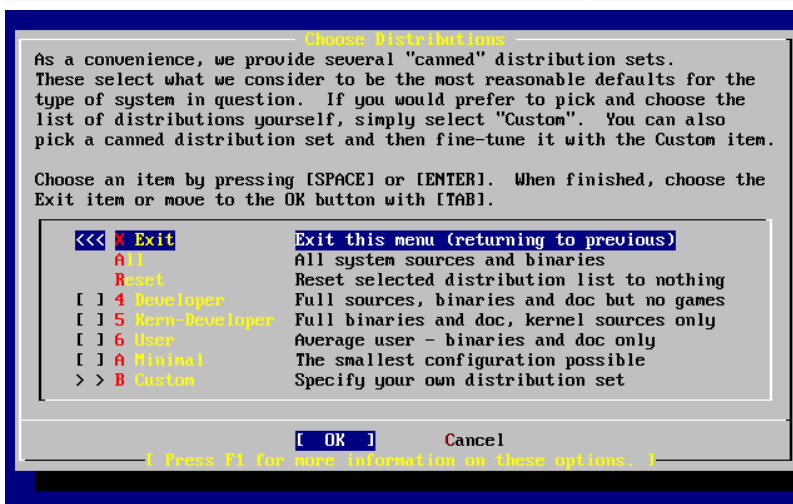 Choose Distributions
As a convenience, we provide several "canned" distribution sets.
These select what we consider to be the most reasonable defaults for the
type of system in question.  If you would prefer to pick and choose the
list of distributions yourself, simply select "Custom".  You can also
pick a canned distribution set and then fine-tune it with the Custom item.
Choose an item by pressing [SPACE] or [ENTER].  When finished, choose the
Exit item or move to the OK button with [TAB].
<<< X Exit Exit this menu (returning to previous)
All All system sources and binaries
Reset Reset selected distribution list to nothing
[ ] 4 Developer Full sources, binaries and doc but no games
[ ] 5 Kern-Developer Full binaries and doc, kernel sources only
[ ] 6 User Average user - binaries and doc only
[ ] A Minimal The smallest configuration possible
> > B Custom Specify your own distribution set
[ OK ] Cancel
[ Press F1 for more information on these options. ]